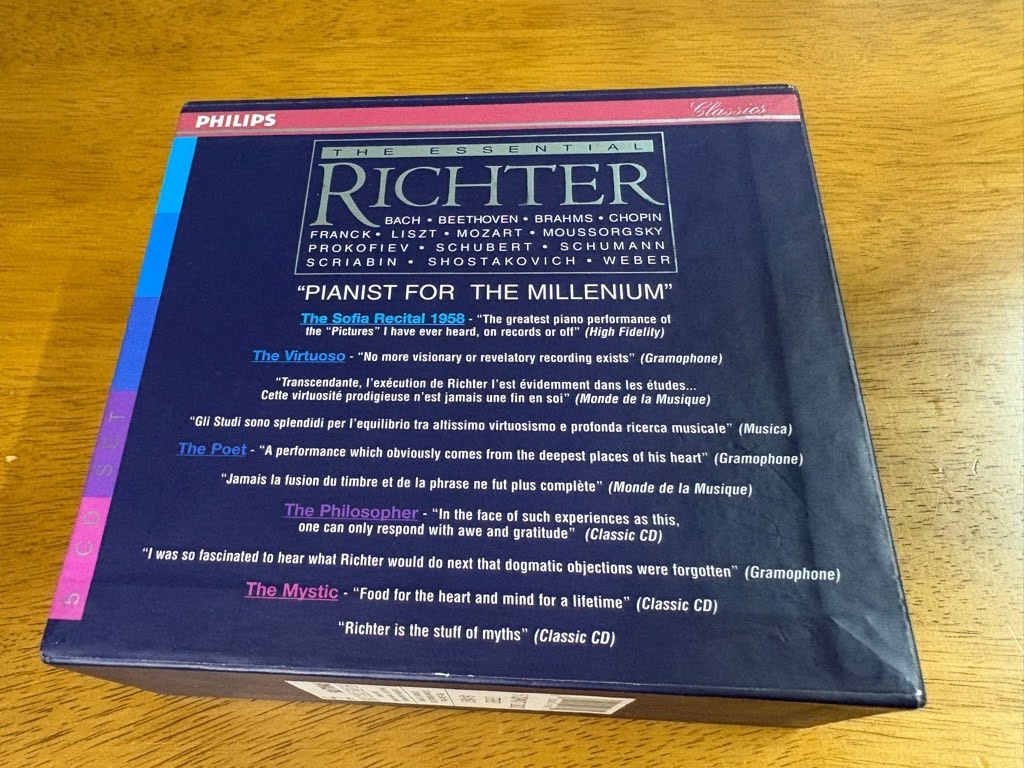 PHILIPS
Classics
THE ESSENTIAL
RICHTER
BACH • BEETHOVEN • BRAHMS • CHOPIN
FRANCK • LISZT • MOZART • MOUSSORGSKY
PROKOFIEV • SCHUBERT • SCHUMANN
SCRIABIN • SHOSTAKOVICH • WEBER
"PIANIST FOR THE MILLENIUM"
The Sofia Recital 1958 - "The greatest piano performance of
the "Pictures" I have ever heard, on records or off" (High Fidelity)
The Virtuoso - "No more visionary or revelatory recording exists" (Gramophone)
"Transcendante, l'exécution de Richter l'est évidemment dans les études...
Cette virtuosité prodigieuse n'est jamais une fin en soi" (Monde de la Musique)
"Gli Studi sono splendidi per l'equilibrio tra altissimo virtuosismo e profonda ricerca musicale" (Musica)
The Poet - "A performance which obviously comes from the deepest places of his heart" (Gramophone)
"Jamais la fusion du timbre et de la phrase ne fut plus complète" (Monde de la Musique)
The Philosopher - "In the face of such experiences as this,
one can only respond with awe and gratitude" (Classic CD)
"I was so fascinated to hear what Richter would do next that dogmatic objections were forgotten" (Gramophone)
The Mystic - "Food for the heart and mind for a lifetime" (Classic CD)
"Richter is the stuff of myths" (Classic CD)
5 CD SET